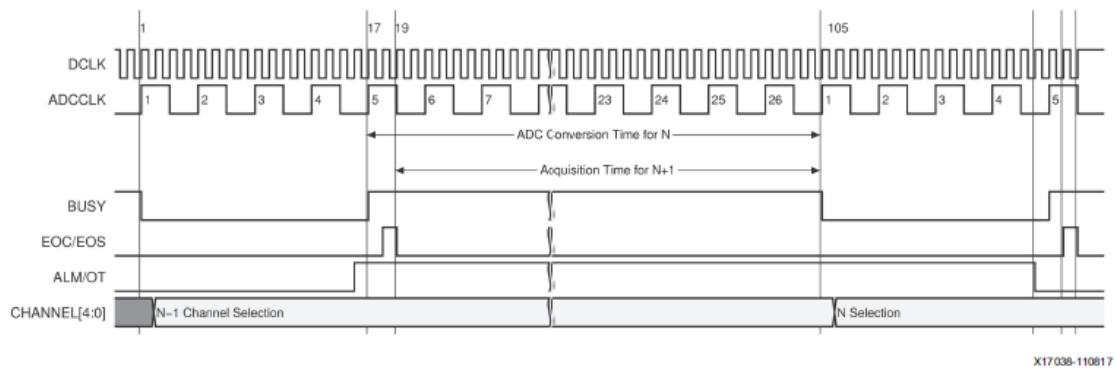 1 17 19 105
DCLK
ADCCLK 1 2 3 4 5 6 7 23 24 25 26 1 2 3 4 5
ADC Conversion Time for N
Acquisition Time for N+1
BUSY
EOC/EOS
ALM/OT
CHANNEL[4:0] N–1 Channel Selection N Selection
X17038-110817